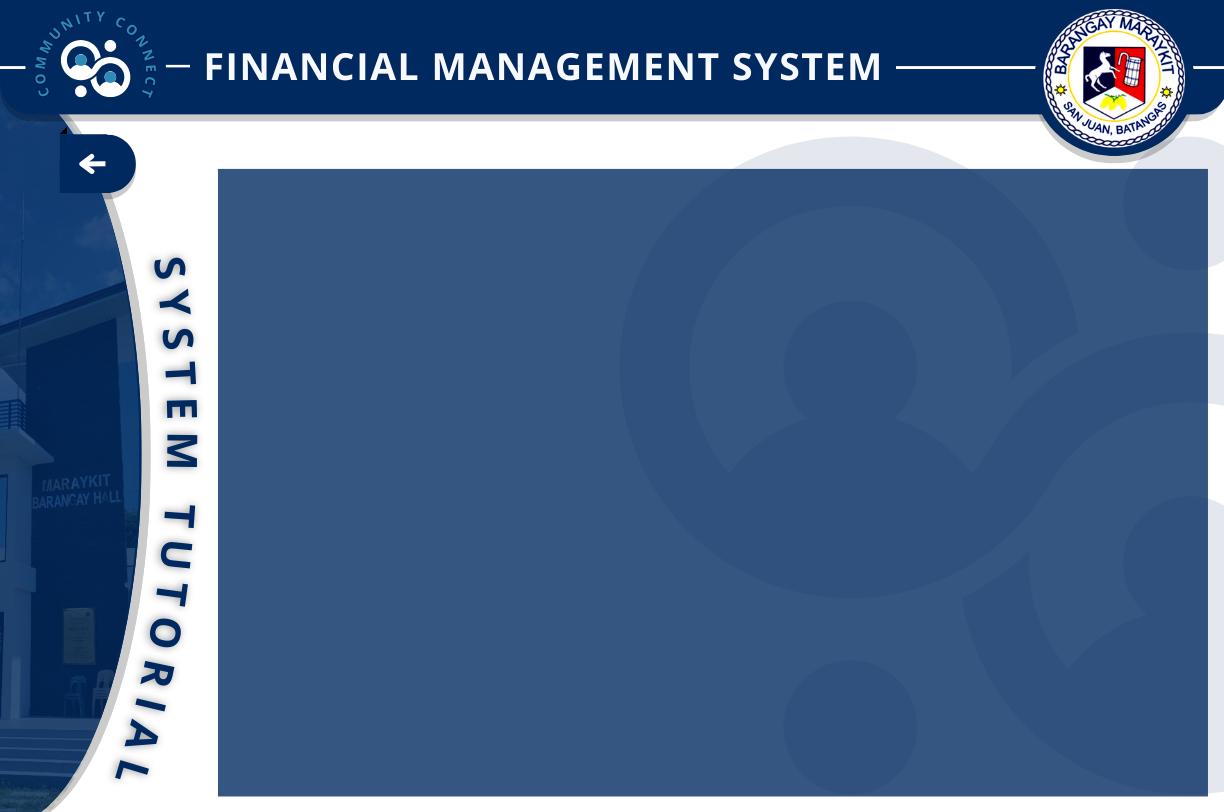 COMMUNITY CONNECT
FINANCIAL MANAGEMENT SYSTEM
BARANGAY MARAYKIT
SAN JUAN, BATANGAS
SYSTEM TUTORIAL
MARAYKIT
BARANGAY HALL